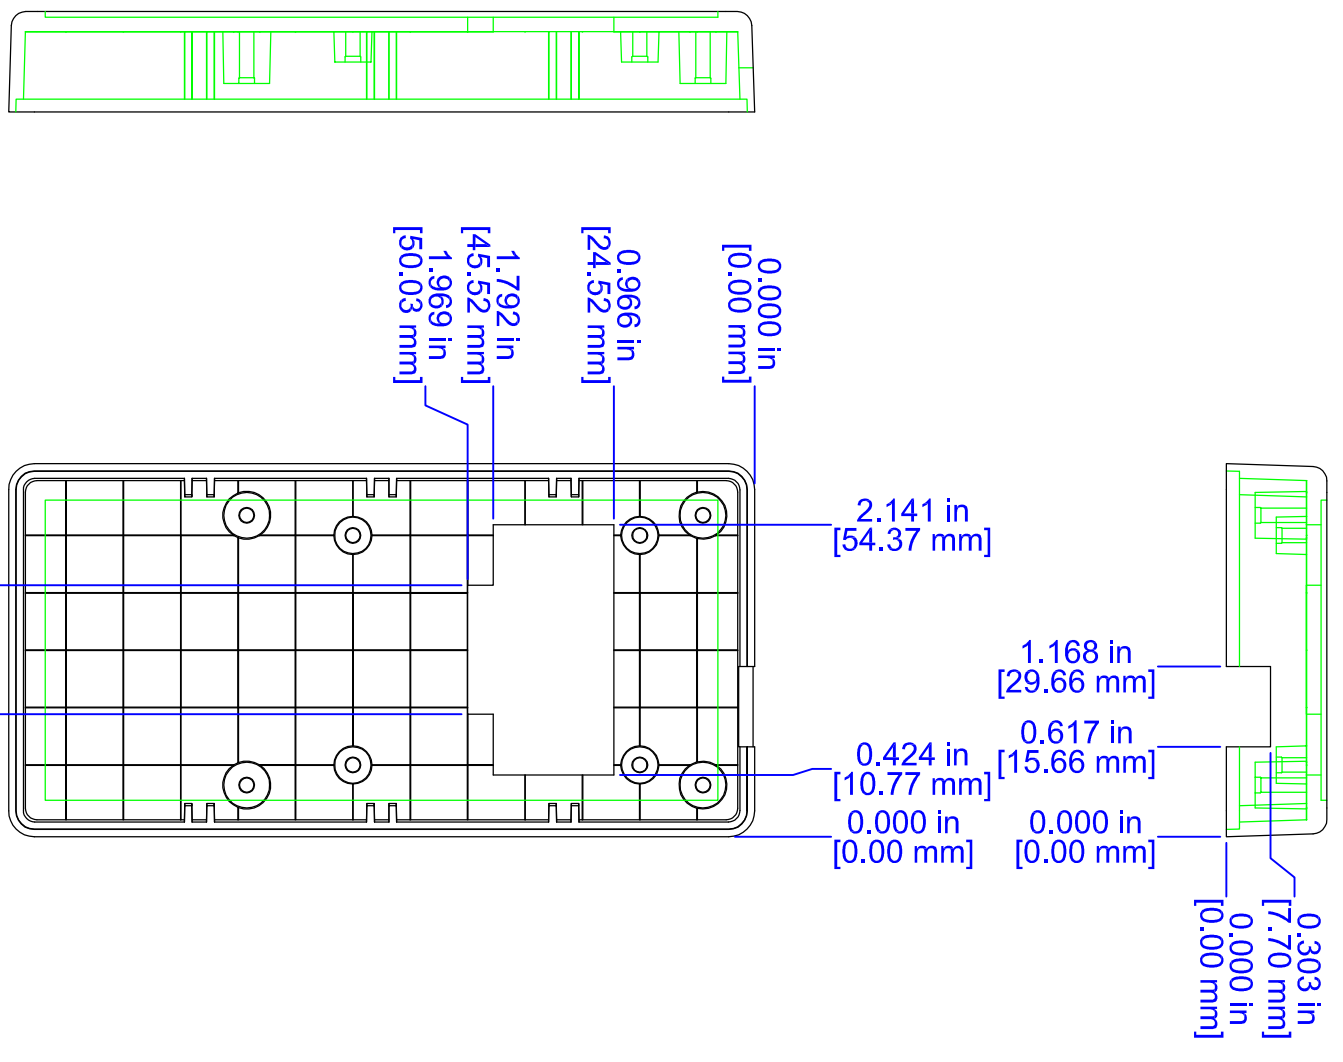 0.000 in
[0.00 mm]
0.966 in
[24.52 mm]
1.792 in
[45.52 mm]
1.969 in
[50.03 mm]
2.141 in
[54.37 mm]
0.424 in
[10.77 mm]
0.000 in
[0.00 mm]
1.168 in
[29.66 mm]
0.617 in
[15.66 mm]
0.000 in
[0.00 mm]
0.303 in
[7.70 mm]
0.000 in
[0.00 mm]